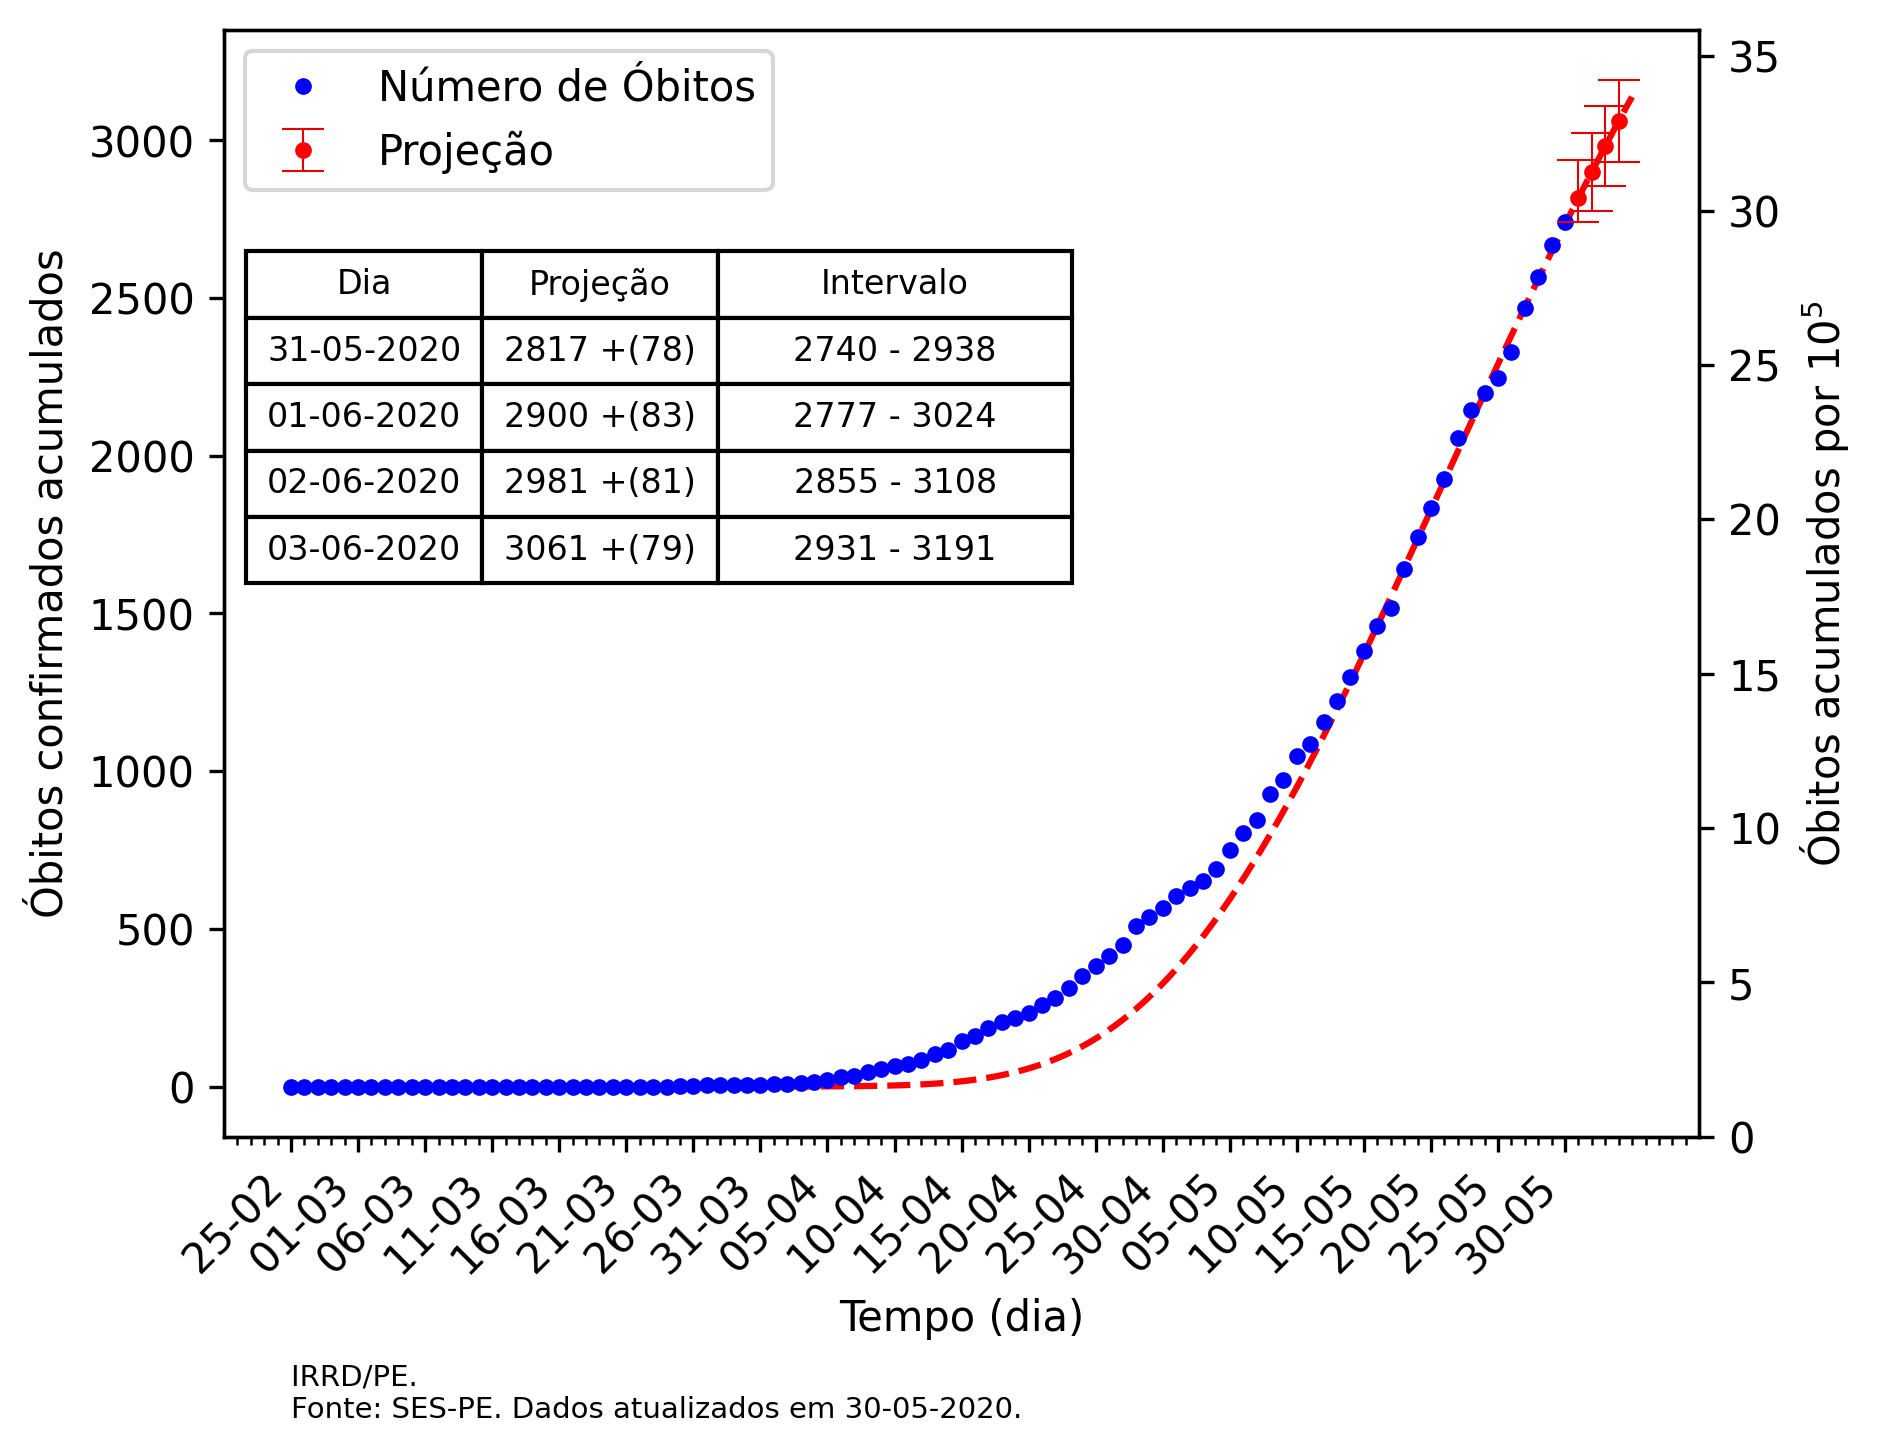 Número de Óbitos
Projeção
Dia Projeção Intervalo
31-05-2020 2817 +(78) 2740 - 2938
01-06-2020 2900 +(83) 2777 - 3024
02-06-2020 2981 +(81) 2855 - 3108
03-06-2020 3061 +(79) 2931 - 3191
Óbitos confirmados acumulados
3000
2500
2000
1500
1000
500
0
35
30
25
20
15
10
5
0
Óbitos acumulados por 10⁵
25-02 01-03 06-03 11-03 16-03 21-03 26-03 31-03 05-04 10-04 15-04 20-04 25-04 30-04 05-05 10-05 15-05 20-05 25-05 30-05
Tempo (dia)
IRRD/PE.
Fonte: SES-PE. Dados atualizados em 30-05-2020.